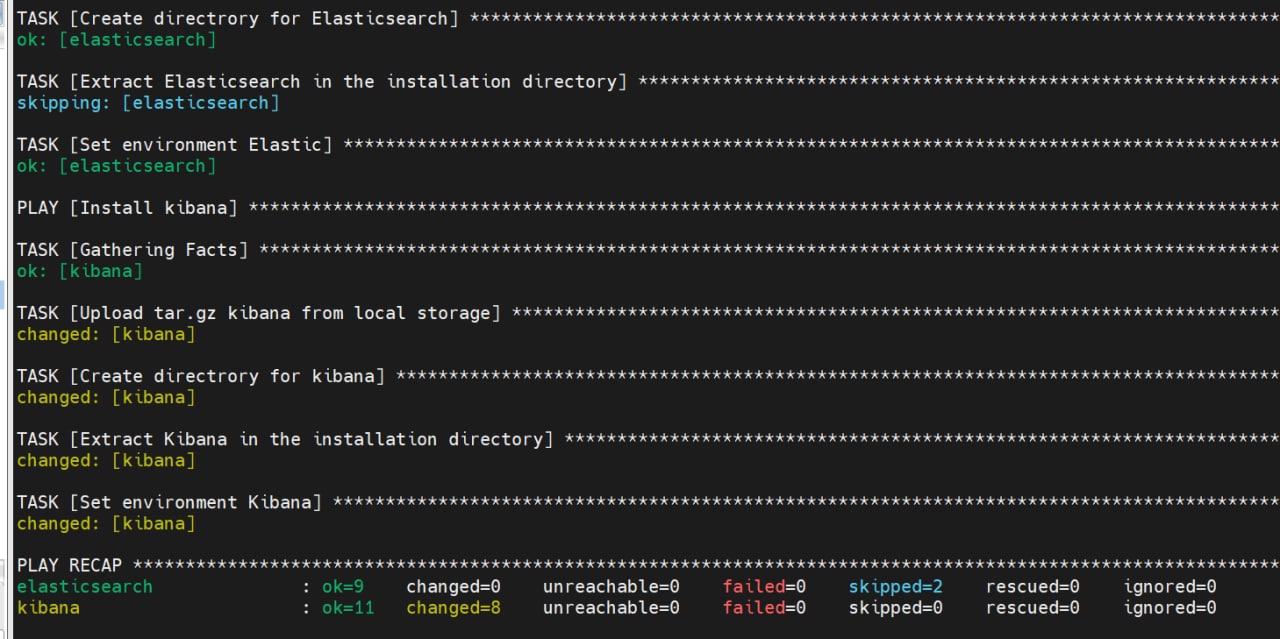 TASK [Create directrory for Elasticsearch] *****************************************************************************
ok: [elasticsearch]
TASK [Extract Elasticsearch in the installation directory] *************************************************************
skipping: [elasticsearch]
TASK [Set environment Elastic] *****************************************************************************************
ok: [elasticsearch]
PLAY [Install kibana] **************************************************************************************************
TASK [Gathering Facts] *************************************************************************************************
ok: [kibana]
TASK [Upload tar.gz kibana from local storage] *************************************************************************
changed: [kibana]
TASK [Create directrory for kibana] ************************************************************************************
changed: [kibana]
TASK [Extract Kibana in the installation directory] ********************************************************************
changed: [kibana]
TASK [Set environment Kibana] ******************************************************************************************
changed: [kibana]
PLAY RECAP *************************************************************************************************************
elasticsearch : ok=9 changed=0 unreachable=0 failed=0 skipped=2 rescued=0 ignored=0
kibana : ok=11 changed=8 unreachable=0 failed=0 skipped=0 rescued=0 ignored=0